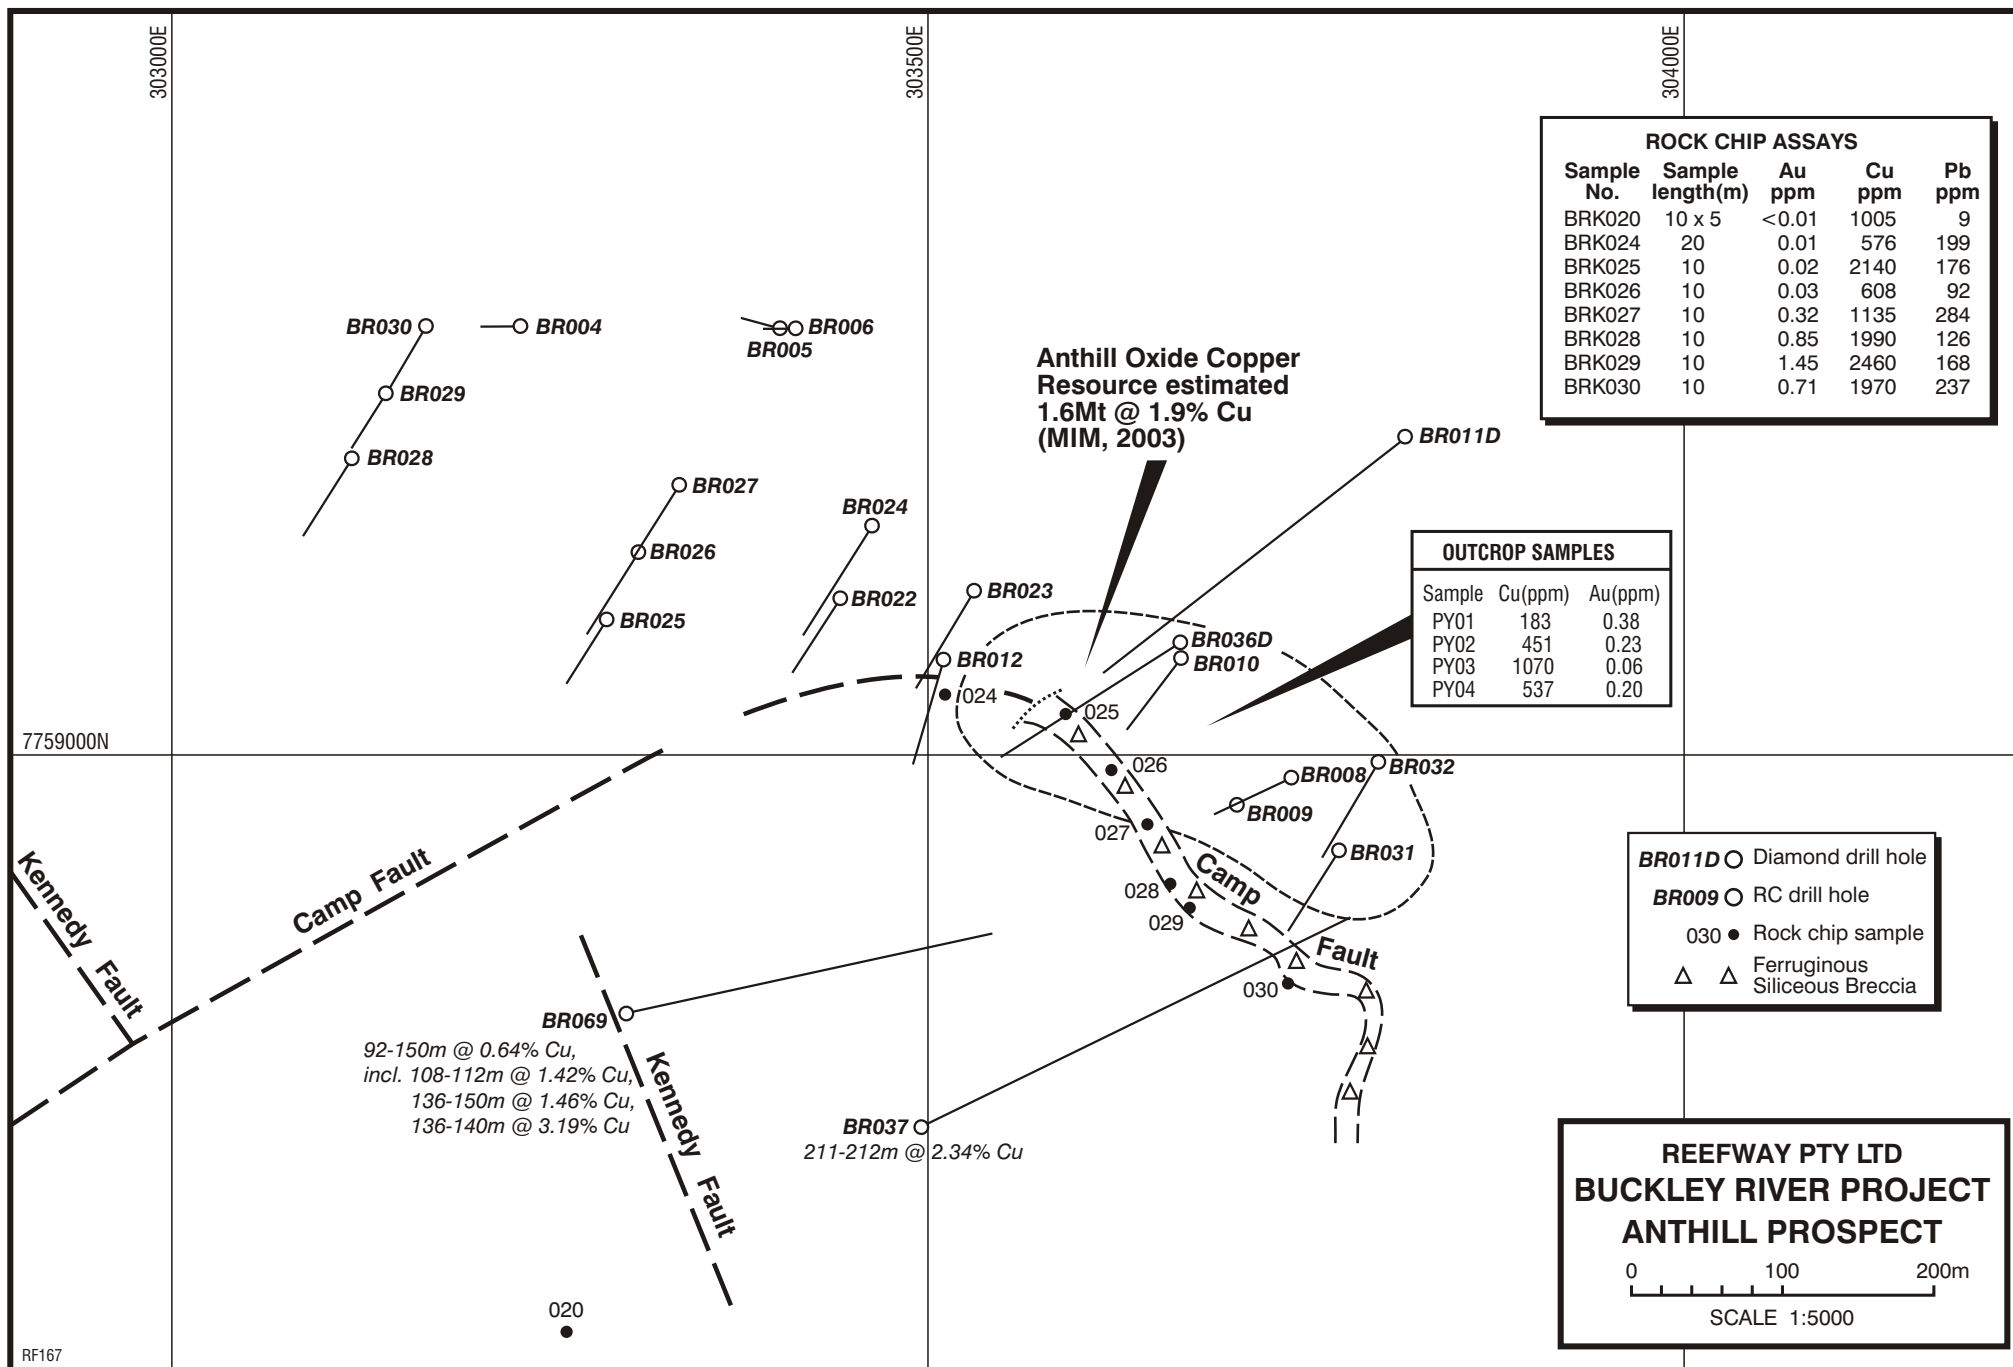 303000E
303500E
304000E
ROCK CHIP ASSAYS
Sample Sample Au Cu Pb
No. length(m) ppm ppm ppm
BRK020 10 x 5 <0.01 1005 9
BRK024 20 0.01 576 199
BRK025 10 0.02 2140 176
BRK026 10 0.03 608 92
BRK027 10 0.32 1135 284
BRK028 10 0.85 1990 126
BRK029 10 1.45 2460 168
BRK030 10 0.71 1970 237
BR030
BR004
BR006
BR005
BR029
BR028
Anthill Oxide Copper
Resource estimated
1.6Mt @ 1.9% Cu
(MIM, 2003)
BR011D
BR027
BR024
BR026
BR022
BR025
BR023
BR012
BR036D
BR010
OUTCROP SAMPLES
Sample Cu(ppm) Au(ppm)
PY01 183 0.38
PY02 451 0.23
PY03 1070 0.06
PY04 537 0.20
024
025
7759000N
026
BR008
BR032
BR009
027
BR031
028
029
Camp
Fault
030
Kennedy Fault
Camp Fault
BR011D Diamond drill hole
BR009 RC drill hole
030 Rock chip sample
Ferruginous
Siliceous Breccia
BR069
92-150m @ 0.64% Cu,
incl. 108-112m @ 1.42% Cu,
136-150m @ 1.46% Cu,
136-140m @ 3.19% Cu
Kennedy Fault
BR037
211-212m @ 2.34% Cu
020
REEFWAY PTY LTD
BUCKLEY RIVER PROJECT
ANTHILL PROSPECT
0 100 200m
SCALE 1:5000
RF167